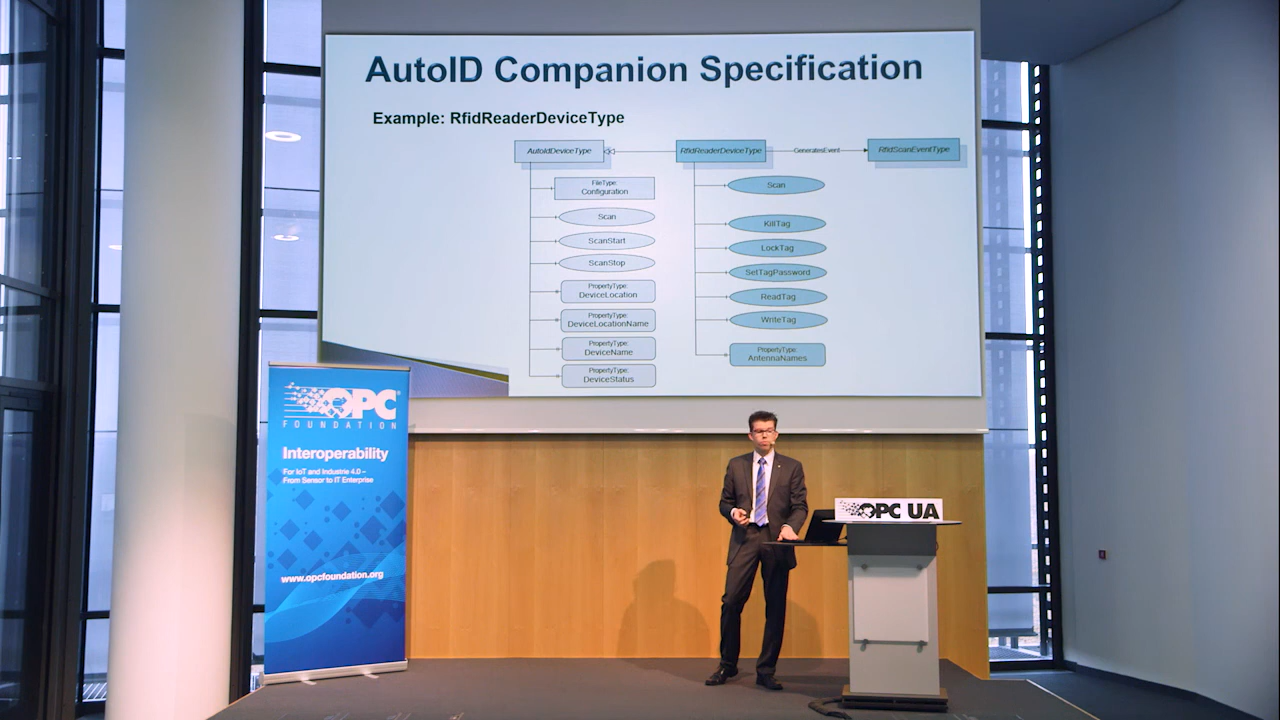 AutoID Companion Specification
Example: RfidReaderDeviceType
AutoIdDeviceType
RfidReaderDeviceType
GeneratesEvent
RfidScanEventType
FileType:
Configuration
Scan
ScanStart
ScanStop
PropertyType:
DeviceLocation
PropertyType:
DeviceLocationName
PropertyType:
DeviceName
PropertyType:
DeviceStatus
Scan
KillTag
LockTag
SetTagPassword
ReadTag
WriteTag
PropertyType:
AntennaNames
OPC
FOUNDATION
Interoperability
For IoT and Industrie 4.0 –
From Sensor to IT Enterprise
www.opcfoundation.org
OPC UA